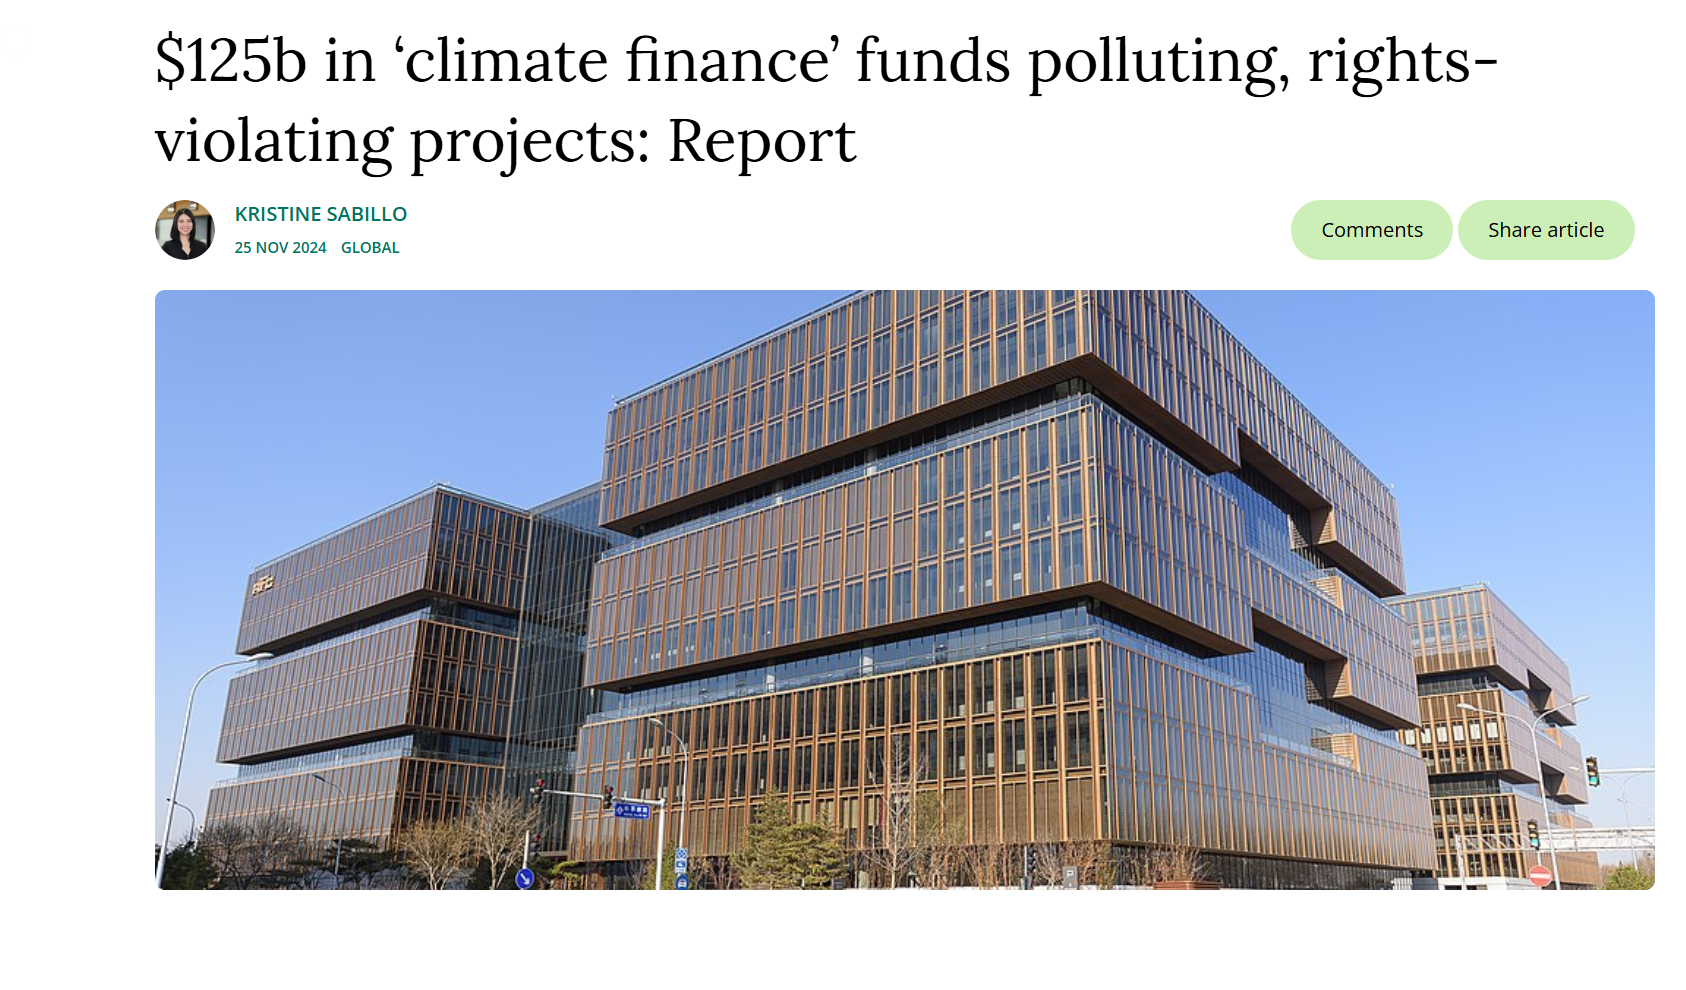 $125b in ‘climate finance’ funds polluting, rights-
violating projects: Report
KRISTINE SABILLO
25 NOV 2024 GLOBAL
Comments
Share article
P